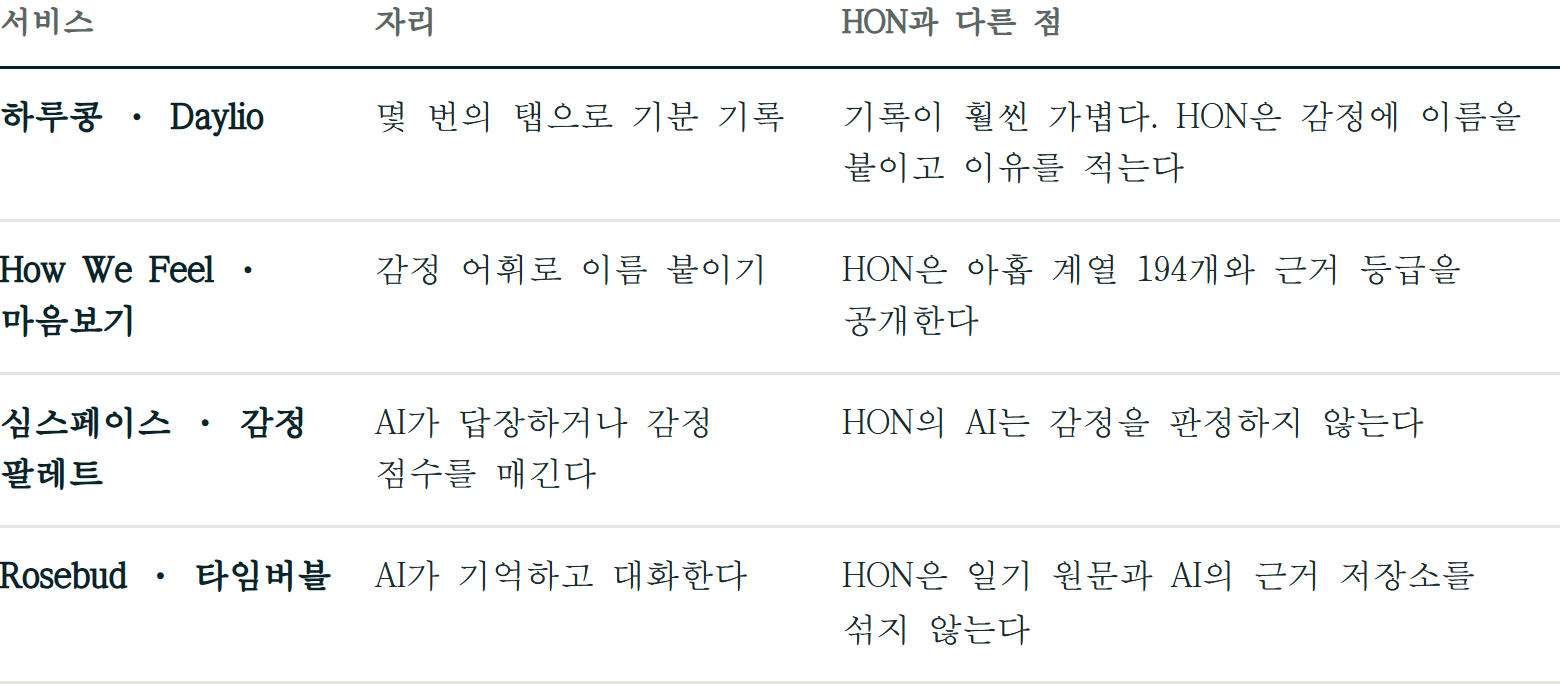 서비스 자리 HON과 다른 점
하루콩 · Daylio 몇 번의 탭으로 기분 기록 기록이 훨씬 가볍다. HON은 감정에 이름을
붙이고 이유를 적는다
How We Feel · 감정 어휘로 이름 붙이기 HON은 아홉 계열 194개와 근거 등급을
마음보기 공개한다
심스페이스 · 감정 AI가 답장하거나 감정 HON의 AI는 감정을 판정하지 않는다
팔레트 점수를 매긴다
Rosebud · 타임버블 AI가 기억하고 대화한다 HON은 일기 원문과 AI의 근거 저장소를
섞지 않는다